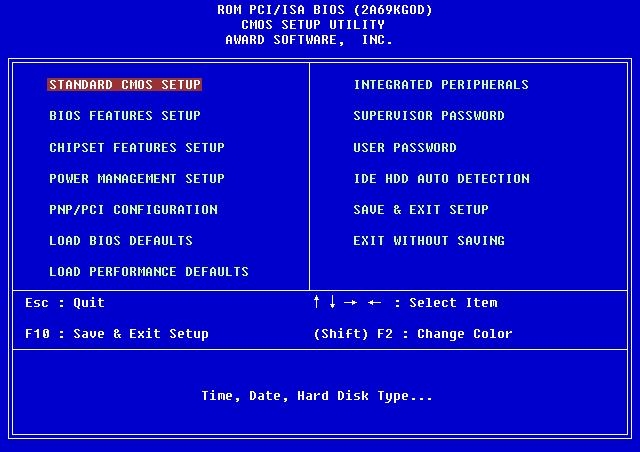 ROM PCI/ISA BIOS (2A69KGOD)
CMOS SETUP UTILITY
AWARD SOFTWARE, INC.
STANDARD CMOS SETUP
BIOS FEATURES SETUP
CHIPSET FEATURES SETUP
POWER MANAGEMENT SETUP
PNP/PCI CONFIGURATION
LOAD BIOS DEFAULTS
LOAD PERFORMANCE DEFAULTS
INTEGRATED PERIPHERALS
SUPERVISOR PASSWORD
USER PASSWORD
IDE HDD AUTO DETECTION
SAVE & EXIT SETUP
EXIT WITHOUT SAVING
Esc : Quit
F10 : Save & Exit Setup
↑ ↓ → ← : Select Item
(Shift) F2 : Change Color
Time, Date, Hard Disk Type...